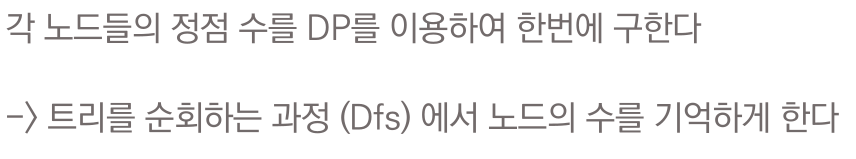 각 노드들의 정점 수를 DP를 이용하여 한번에 구한다
-> 트리를 순회하는 과정 (Dfs) 에서 노드의 수를 기억하게 한다